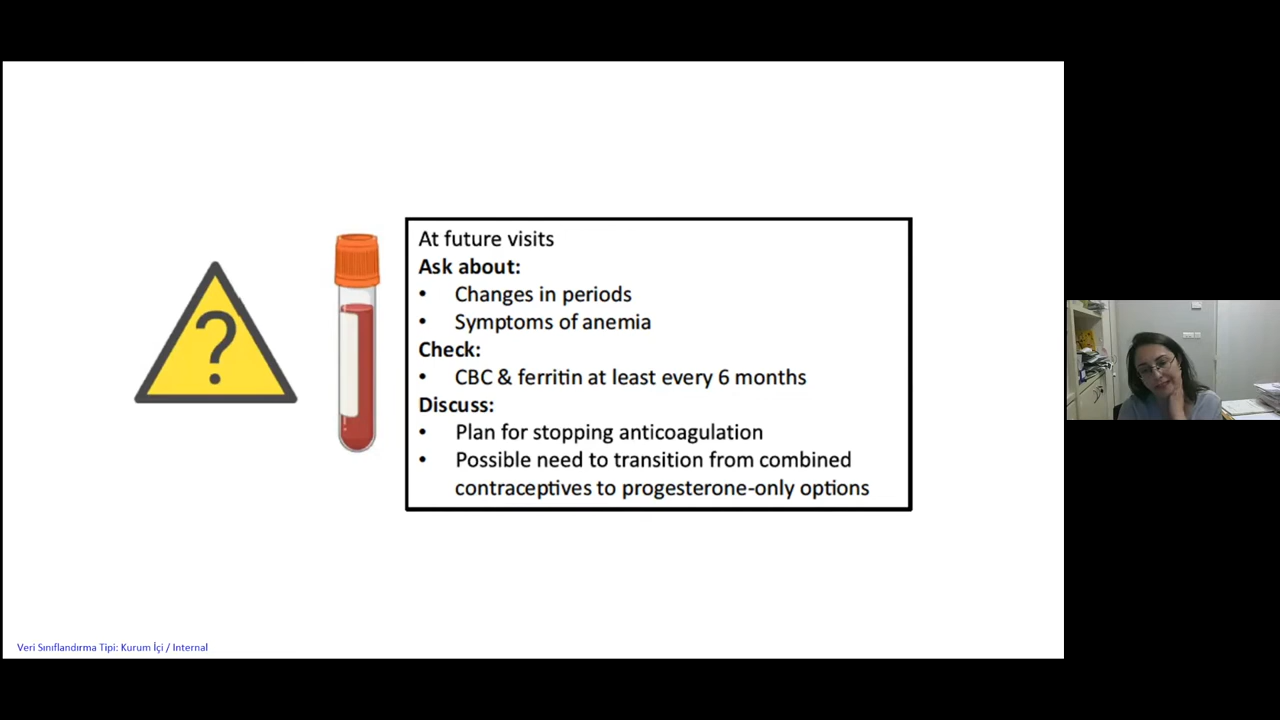 ?
At future visits
Ask about:
• Changes in periods
• Symptoms of anemia
Check:
• CBC & ferritin at least every 6 months
Discuss:
• Plan for stopping anticoagulation
• Possible need to transition from combined
contraceptives to progesterone-only options
Veri Sınıflandırma Tipi: Kurum İçi / Internal